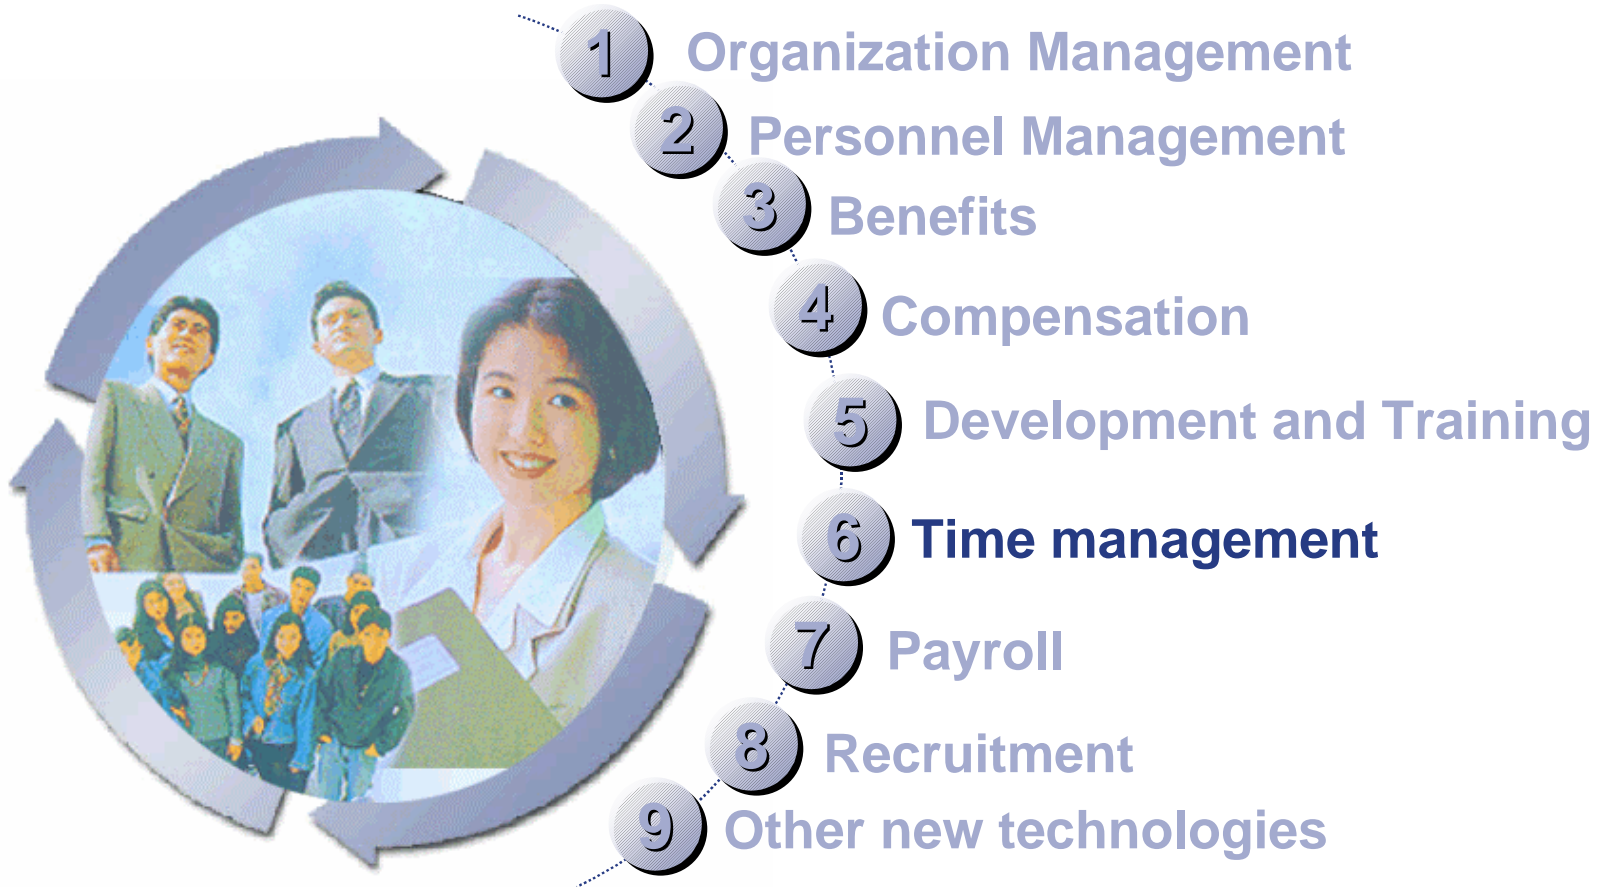 1 Organization Management
2 Personnel Management
3 Benefits
4 Compensation
5 Development and Training
6 Time management
7 Payroll
8 Recruitment
9 Other new technologies